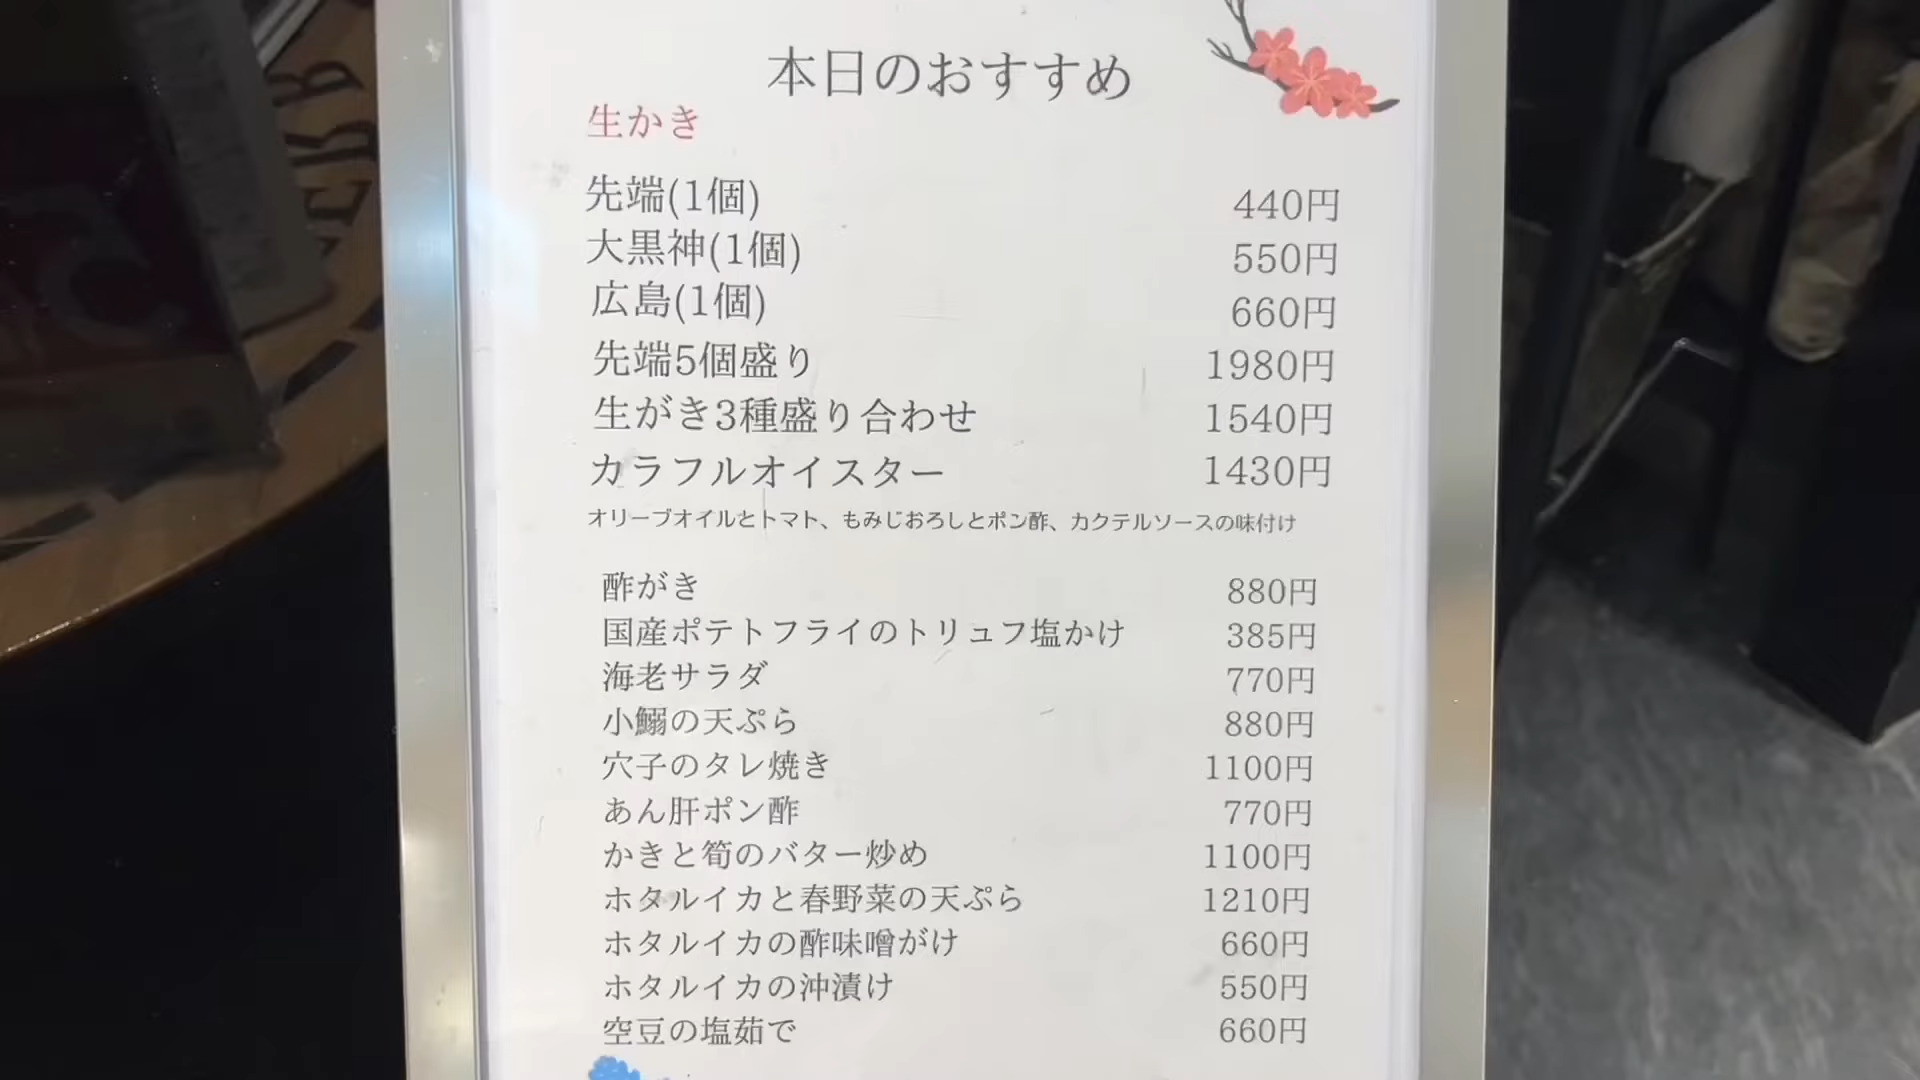 本日のおすすめ
生かき
先端(1個) 440円
大黒神(1個) 550円
広島(1個) 660円
先端5個盛り 1980円
生がき3種盛り合わせ 1540円
カラフルオイスター 1430円
オリーブオイルとトマト、もみじおろしとポン酢、カクテルソースの味付け
酢がき 880円
国産ポテトフライのトリュフ塩かけ 385円
海老サラダ 770円
小鰯の天ぷら 880円
穴子のタレ焼き 1100円
あん肝ポン酢 770円
かきと筍のバター炒め 1100円
ホタルイカと春野菜の天ぷら 1210円
ホタルイカの酢味噌がけ 660円
ホタルイカの沖漬け 550円
空豆の塩茹で 660円